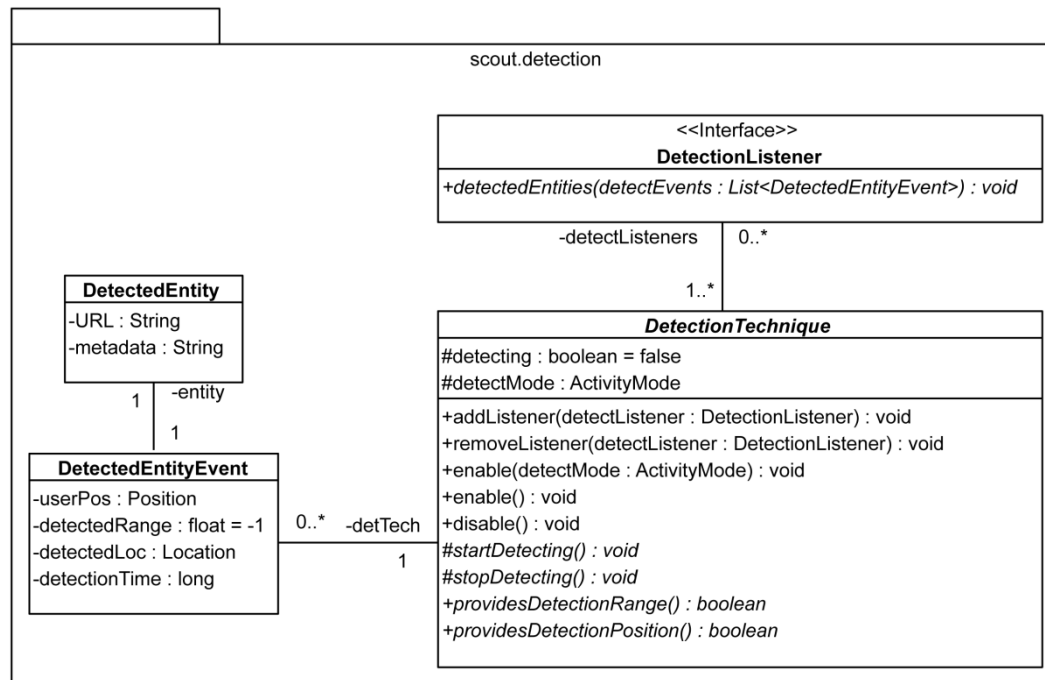 scout.detection
<<Interface>>
DetectionListener
+detectedEntities(detectEvents : List<DetectedEntityEvent>) : void
-detectListeners
0..*
1..*
DetectedEntity
-URL : String
-metadata : String
1
-entity
1
DetectedEntityEvent
-userPos : Position
-detectedRange : float = -1
-detectedLoc : Location
-detectionTime : long
0..*
-detTech
1
DetectionTechnique
#detecting : boolean = false
#detectMode : ActivityMode
+addListener(detectListener : DetectionListener) : void
+removeListener(detectListener : DetectionListener) : void
+enable(detectMode : ActivityMode) : void
+enable() : void
+disable() : void
#startDetecting() : void
#stopDetecting() : void
+providesDetectionRange() : boolean
+providesDetectionPosition() : boolean